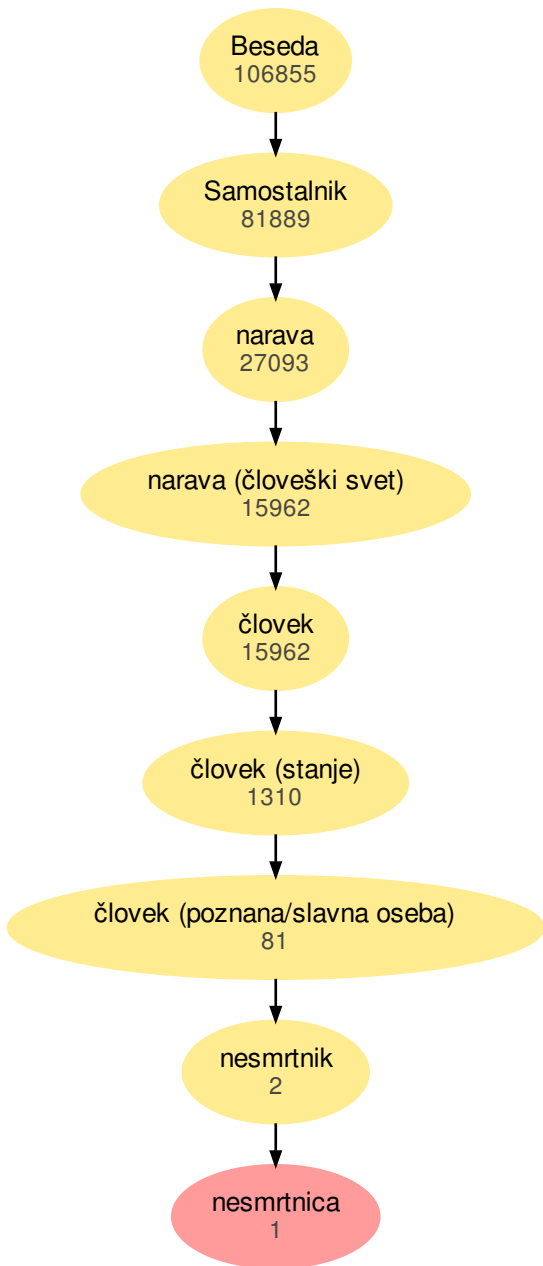 Beseda
106855
Samostalnik
81889
narava
27093
narava (človeški svet)
15962
človek
15962
človek (stanje)
1310
človek (poznana/slavna oseba)
81
nesmrtnik
2
nesmrtnica
1